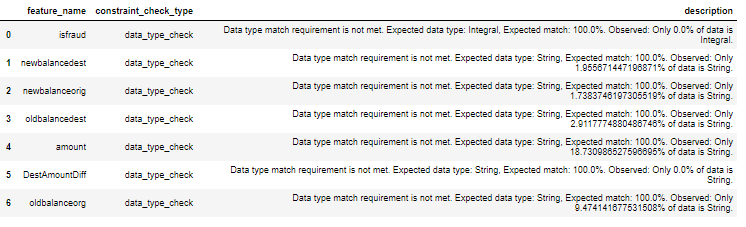 feature_name constraint_check_type description
0 isfraud data_type_check Data type match requirement is not met. Expected data type: Integral, Expected match: 100.0%. Observed: Only 0.0% of data is
Integral.
1 newbalancedest data_type_check Data type match requirement is not met. Expected data type: String, Expected match: 100.0%. Observed: Only
1.955671447196871% of data is String.
2 newbalanceorig data_type_check Data type match requirement is not met. Expected data type: String, Expected match: 100.0%. Observed: Only
1.7383746197305519% of data is String.
3 oldbalancedest data_type_check Data type match requirement is not met. Expected data type: String, Expected match: 100.0%. Observed: Only
2.9117774880486746% of data is String.
4 amount data_type_check Data type match requirement is not met. Expected data type: String, Expected match: 100.0%. Observed: Only
18.730986527596695% of data is String.
5 DestAmountDiff data_type_check Data type match requirement is not met. Expected data type: String, Expected match: 100.0%. Observed: Only 0.0% of data is
String.
6 oldbalanceorg data_type_check Data type match requirement is not met. Expected data type: String, Expected match: 100.0%. Observed: Only
9.474141677531508% of data is String.